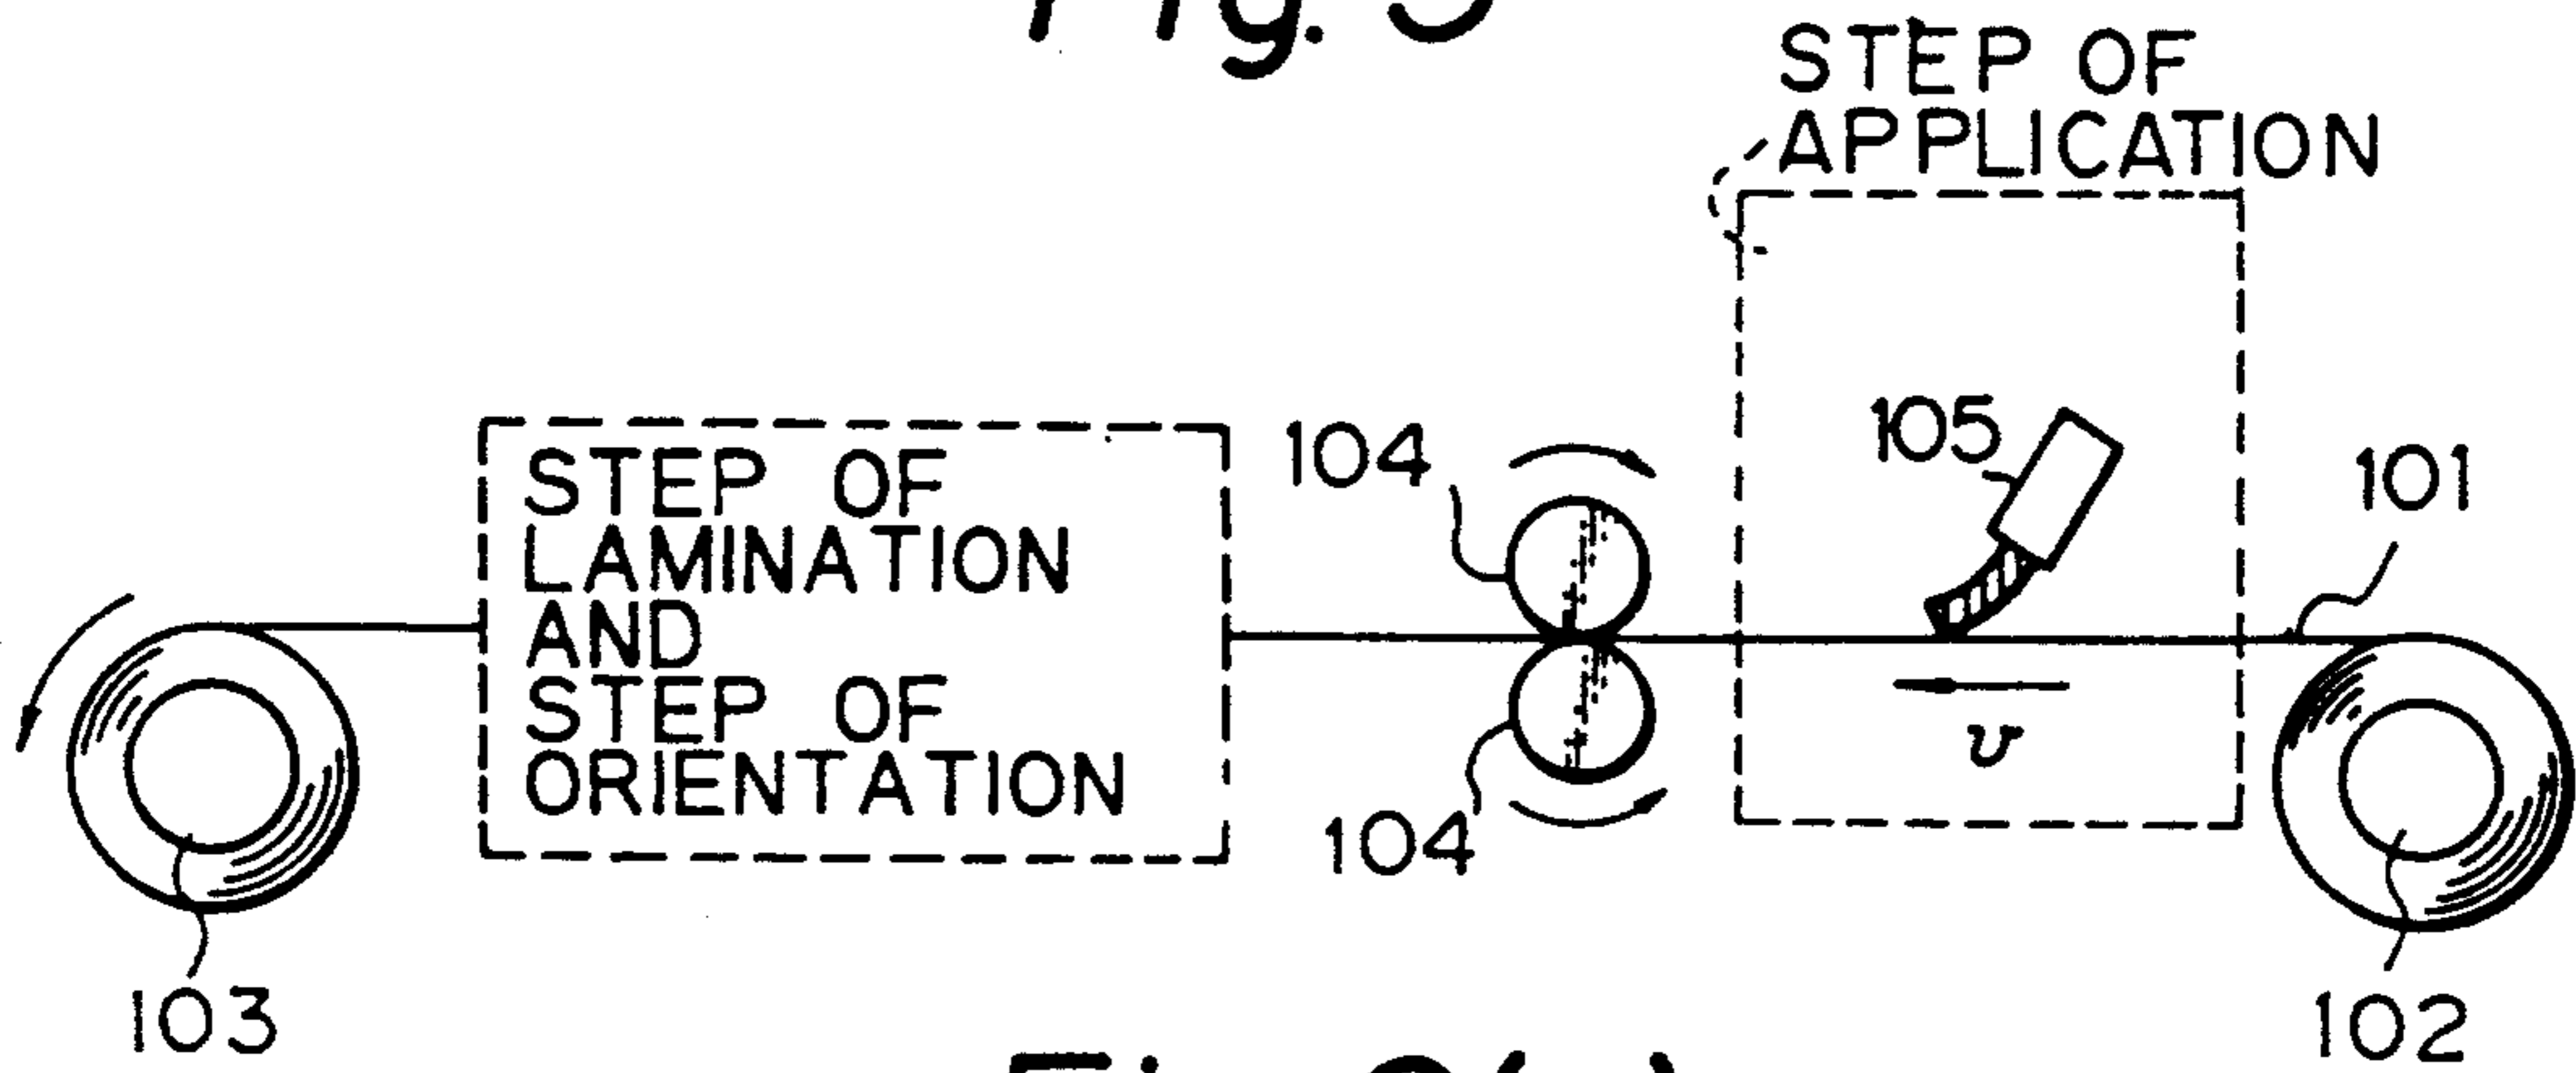 STEP OF
APPLICATION
105
101
104
STEP OF
LAMINATION
AND
STEP OF
ORIENTATION
v
104
103
102